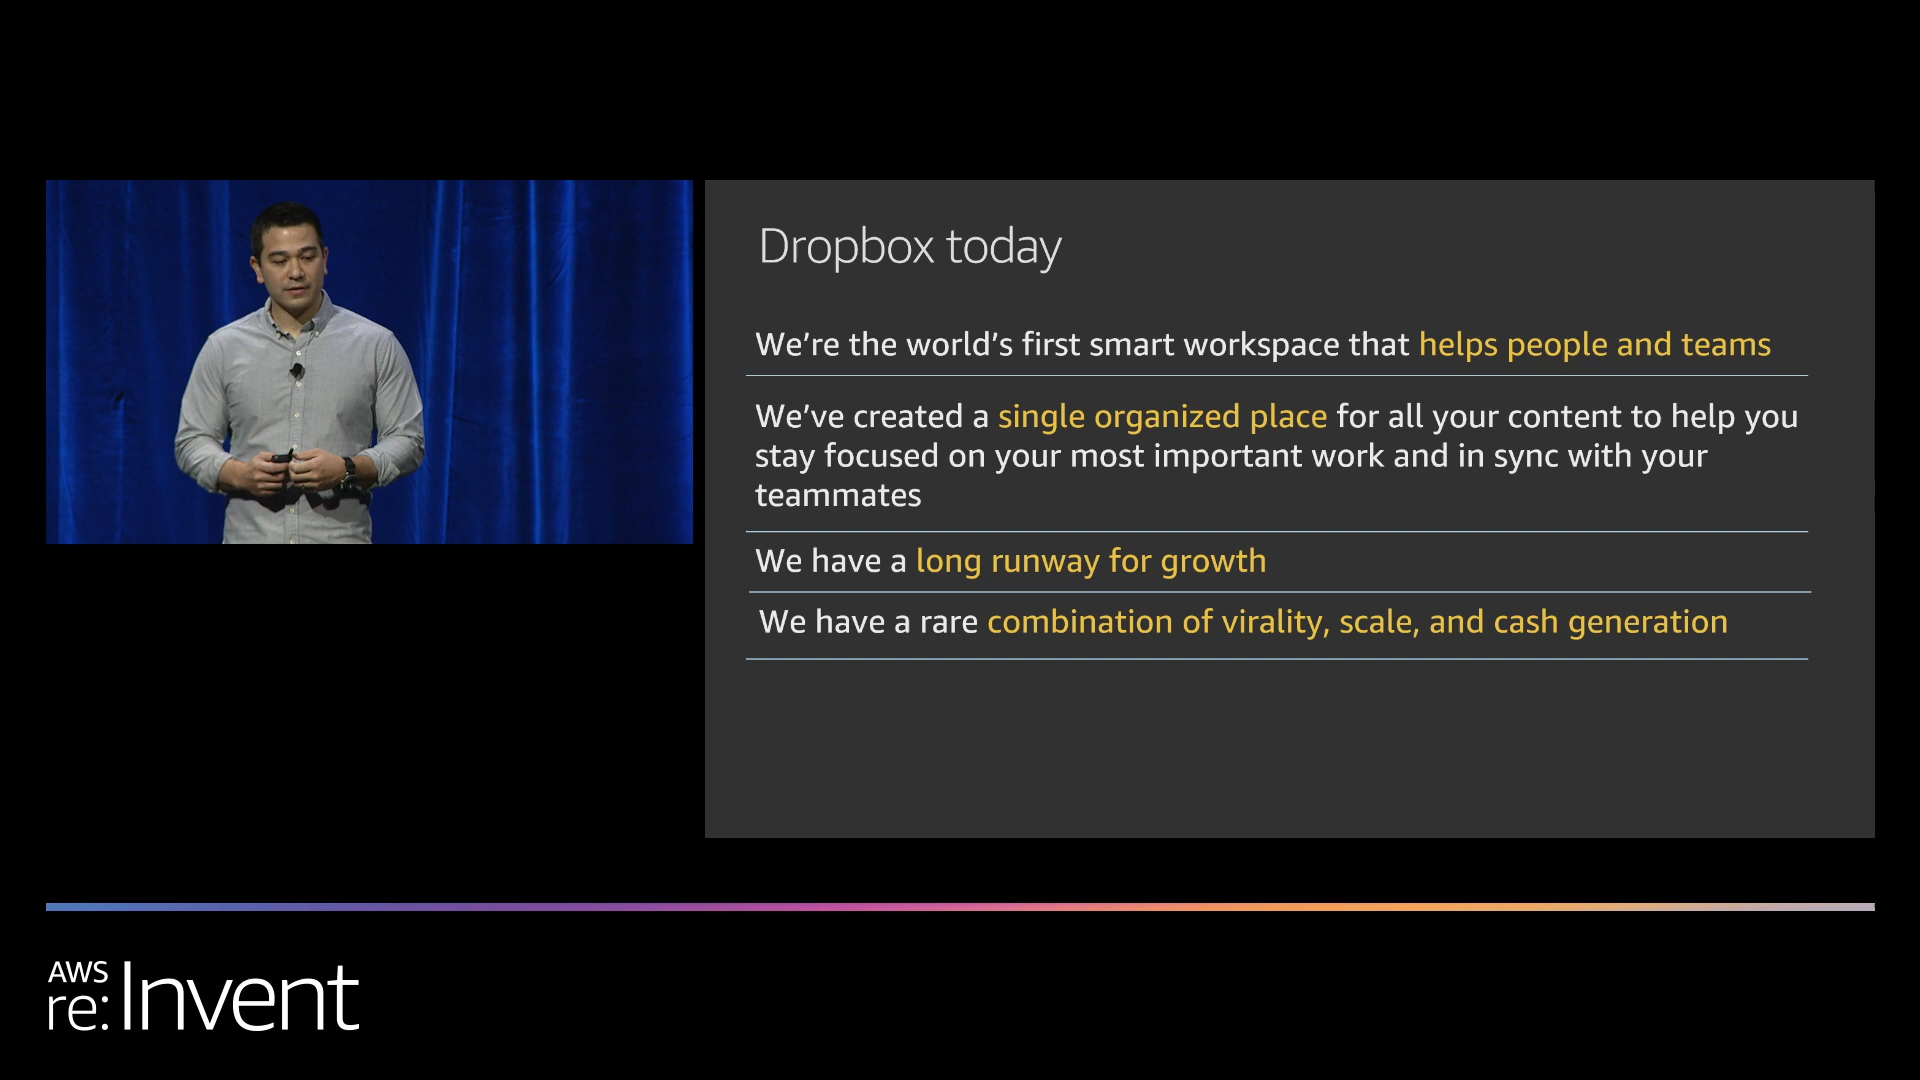 Dropbox today
We’re the world’s first smart workspace that helps people and teams
We’ve created a single organized place for all your content to help you
stay focused on your most important work and in sync with your
teammates
We have a long runway for growth
We have a rare combination of virality, scale, and cash generation
AWS
re:Invent